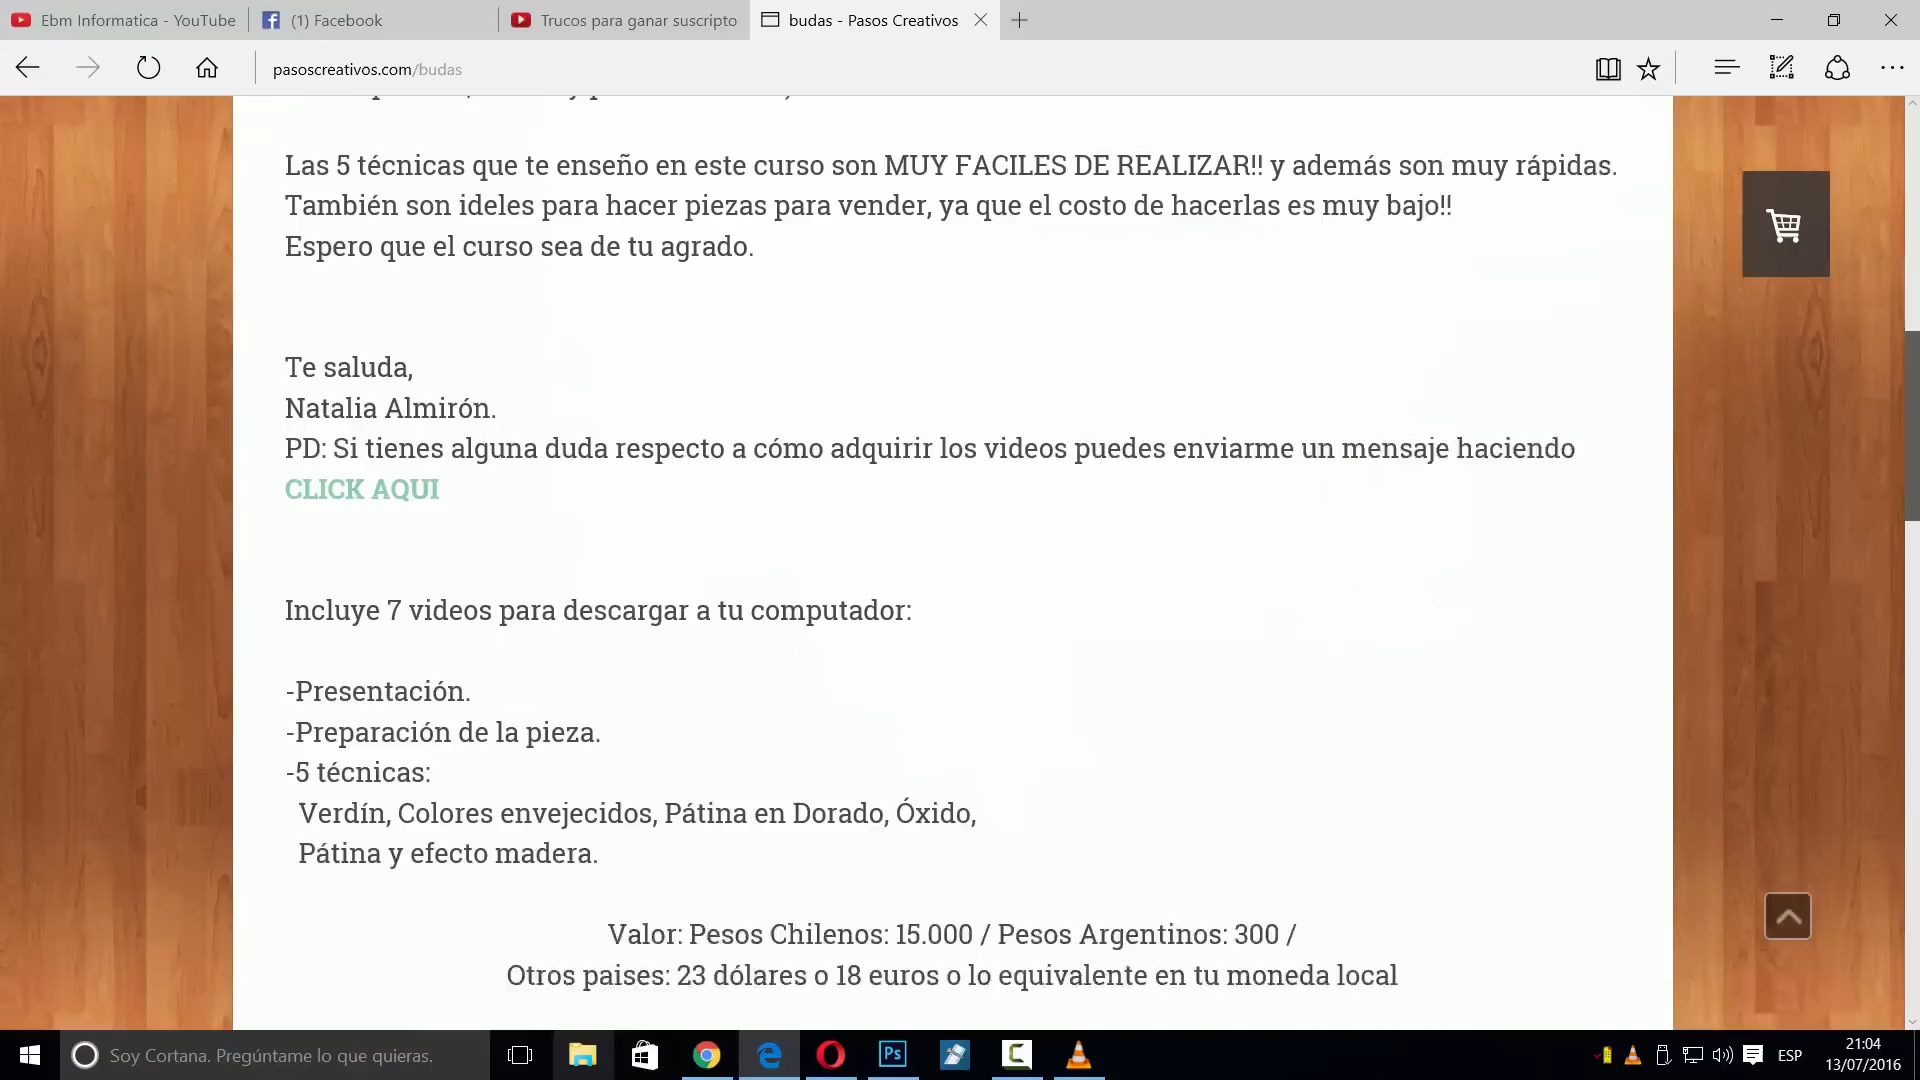 Ebm Informatica - YouTube
(1) Facebook
Trucos para ganar suscripto
budas - Pasos Creativos
pasoscreativos.com/budas
Las 5 técnicas que te enseño en este curso son MUY FACILES DE REALIZAR!! y además son muy rápidas.
También son ideles para hacer piezas para vender, ya que el costo de hacerlas es muy bajo!!
Espero que el curso sea de tu agrado.
Te saluda,
Natalia Almirón.
PD: Si tienes alguna duda respecto a cómo adquirir los videos puedes enviarme un mensaje haciendo
CLICK AQUI
Incluye 7 videos para descargar a tu computador:
-Presentación.
-Preparación de la pieza.
-5 técnicas:
Verdín, Colores envejecidos, Pátina en Dorado, Óxido,
Pátina y efecto madera.
Valor: Pesos Chilenos: 15.000 / Pesos Argentinos: 300 /
Otros paises: 23 dólares o 18 euros o lo equivalente en tu moneda local
Soy Cortana. Pregúntame lo que quieras.
Ps
ESP
21:04
13/07/2016